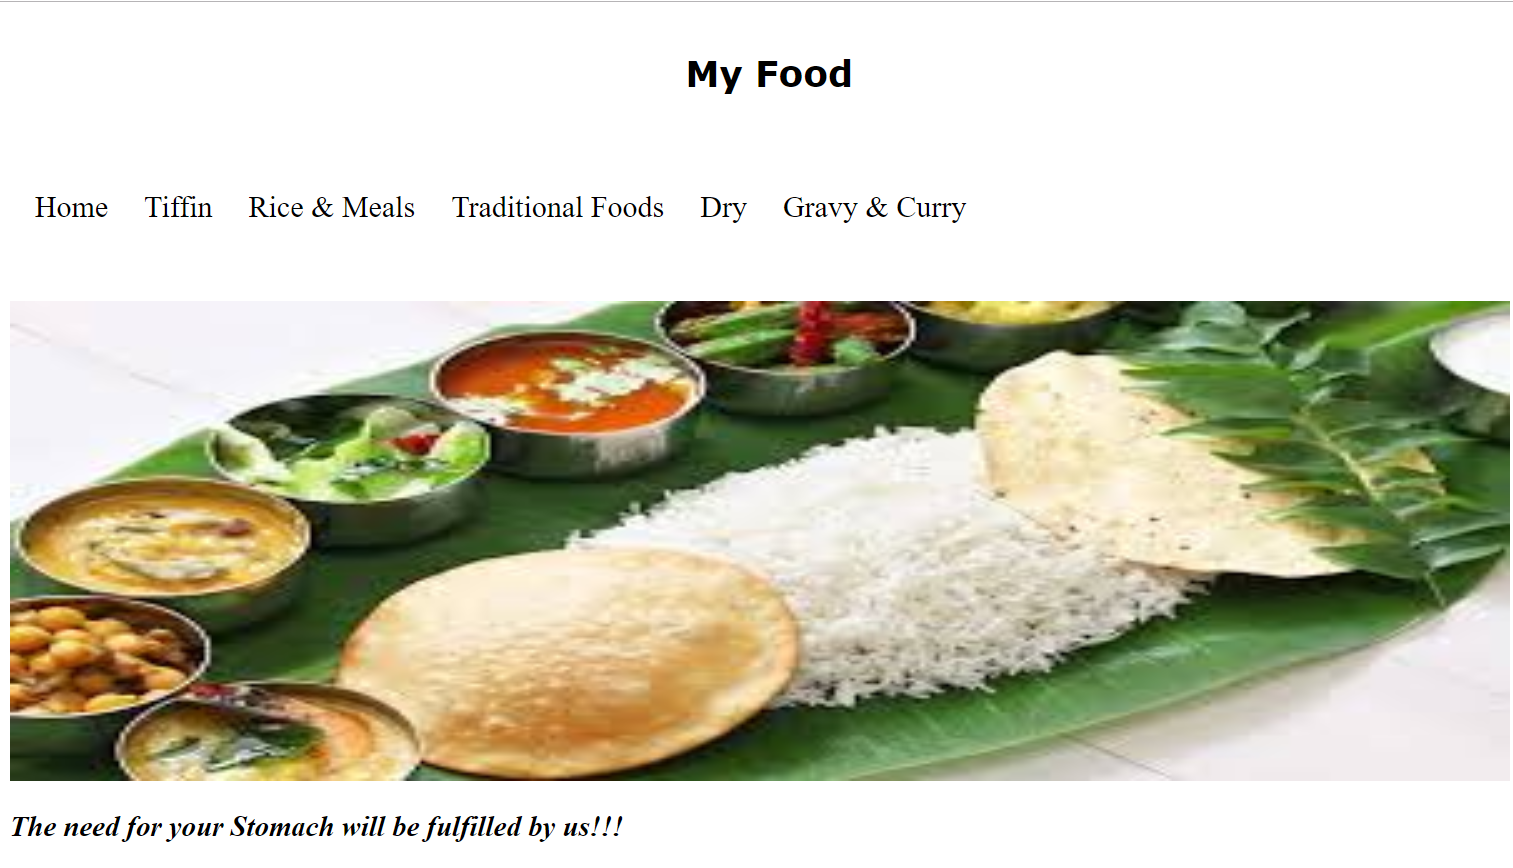 My Food
Home Tiffin Rice & Meals Traditional Foods Dry Gravy & Curry
The need for your Stomach will be fulfilled by us!!!